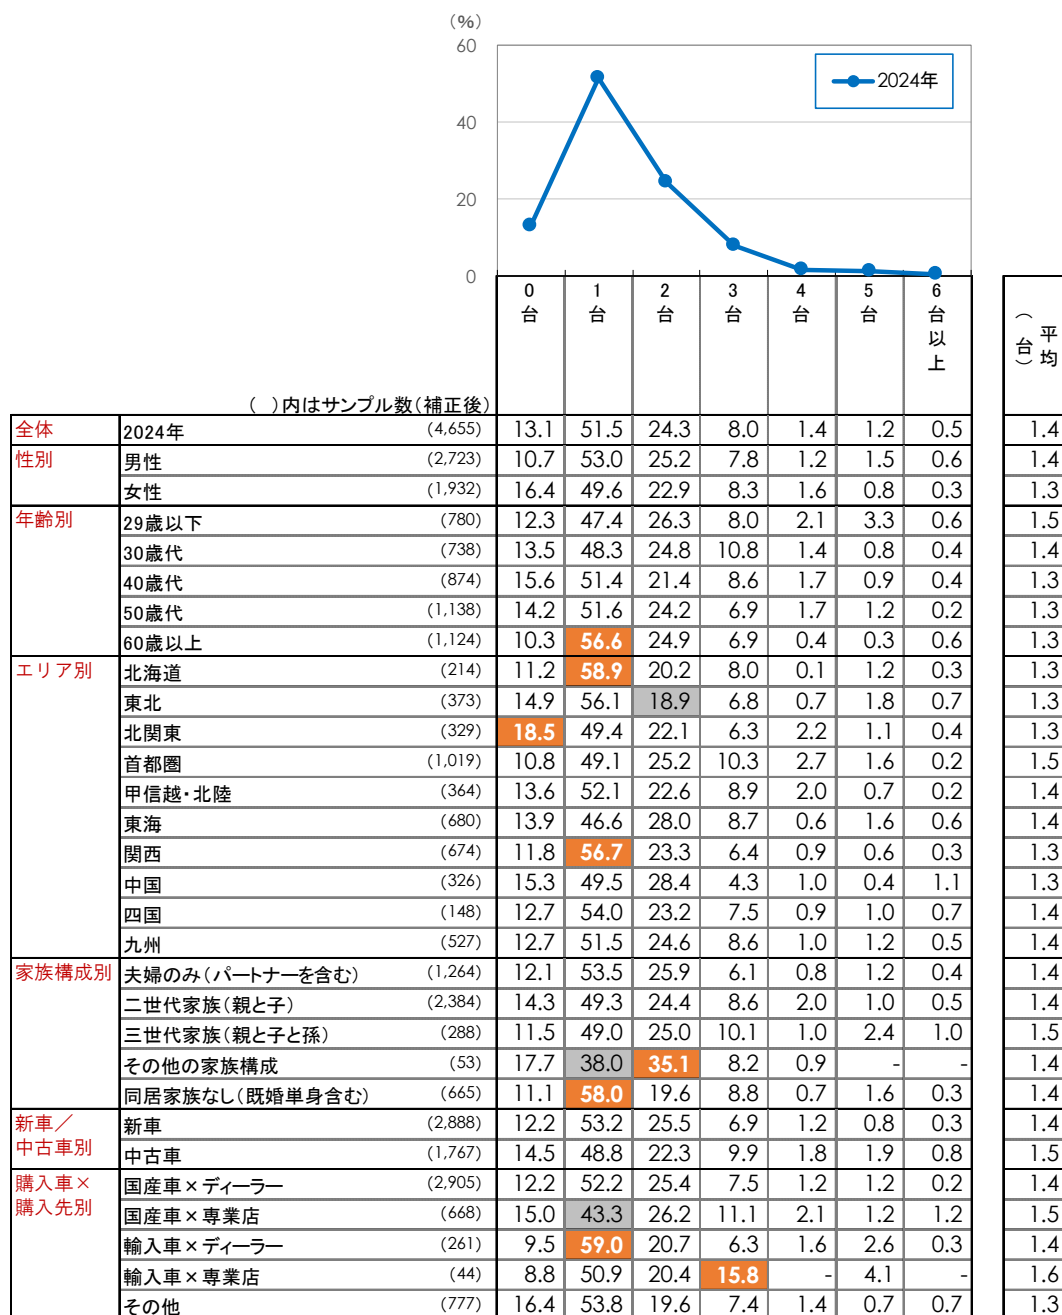 （%）
60
40
20
0
2024年
0台 1台 2台 3台 4台 5台 6台以上 平均（台）
（ ）内はサンプル数（補正後）
全体 2024年 (4,655) 13.1 51.5 24.3 8.0 1.4 1.2 0.5 1.4
性別 男性 (2,723) 10.7 53.0 25.2 7.8 1.2 1.5 0.6 1.4
女性 (1,932) 16.4 49.6 22.9 8.3 1.6 0.8 0.3 1.3
年齢別 29歳以下 (780) 12.3 47.4 26.3 8.0 2.1 3.3 0.6 1.5
30歳代 (738) 13.5 48.3 24.8 10.8 1.4 0.8 0.4 1.4
40歳代 (874) 15.6 51.4 21.4 8.6 1.7 0.9 0.4 1.3
50歳代 (1,138) 14.2 51.6 24.2 6.9 1.7 1.2 0.2 1.3
60歳以上 (1,124) 10.3 56.6 24.9 6.9 0.4 0.3 0.6 1.3
エリア別 北海道 (214) 11.2 58.9 20.2 8.0 0.1 1.2 0.3 1.3
東北 (373) 14.9 56.1 18.9 6.8 0.7 1.8 0.7 1.3
北関東 (329) 18.5 49.4 22.1 6.3 2.2 1.1 0.4 1.3
首都圏 (1,019) 10.8 49.1 25.2 10.3 2.7 1.6 0.2 1.5
甲信越・北陸 (364) 13.6 52.1 22.6 8.9 2.0 0.7 0.2 1.4
東海 (680) 13.9 46.6 28.0 8.7 0.6 1.6 0.6 1.4
関西 (674) 11.8 56.7 23.3 6.4 0.9 0.6 0.3 1.3
中国 (326) 15.3 49.5 28.4 4.3 1.0 0.4 1.1 1.3
四国 (148) 12.7 54.0 23.2 7.5 0.9 1.0 0.7 1.4
九州 (527) 12.7 51.5 24.6 8.6 1.0 1.2 0.5 1.4
家族構成別 夫婦のみ（パートナーを含む） (1,264) 12.1 53.5 25.9 6.1 0.8 1.2 0.4 1.4
二世代家族（親と子） (2,384) 14.3 49.3 24.4 8.6 2.0 1.0 0.5 1.4
三世代家族（親と子と孫） (288) 11.5 49.0 25.0 10.1 1.0 2.4 1.0 1.5
その他の家族構成 (53) 17.7 38.0 35.1 8.2 0.9 - - 1.4
同居家族なし（既婚単身含む） (665) 11.1 58.0 19.6 8.8 0.7 1.6 0.3 1.4
新車／ 新車 (2,888) 12.2 53.2 25.5 6.9 1.2 0.8 0.3 1.4
中古車別 中古車 (1,767) 14.5 48.8 22.3 9.9 1.8 1.9 0.8 1.5
購入車× 国産車×ディーラー (2,905) 12.2 52.2 25.4 7.5 1.2 1.2 0.2 1.4
購入先別 国産車×専業店 (668) 15.0 43.3 26.2 11.1 2.1 1.2 1.2 1.5
輸入車×ディーラー (261) 9.5 59.0 20.7 6.3 1.6 2.6 0.3 1.4
輸入車×専業店 (44) 8.8 50.9 20.4 15.8 - 4.1 - 1.6
その他 (777) 16.4 53.8 19.6 7.4 1.4 0.7 0.7 1.3